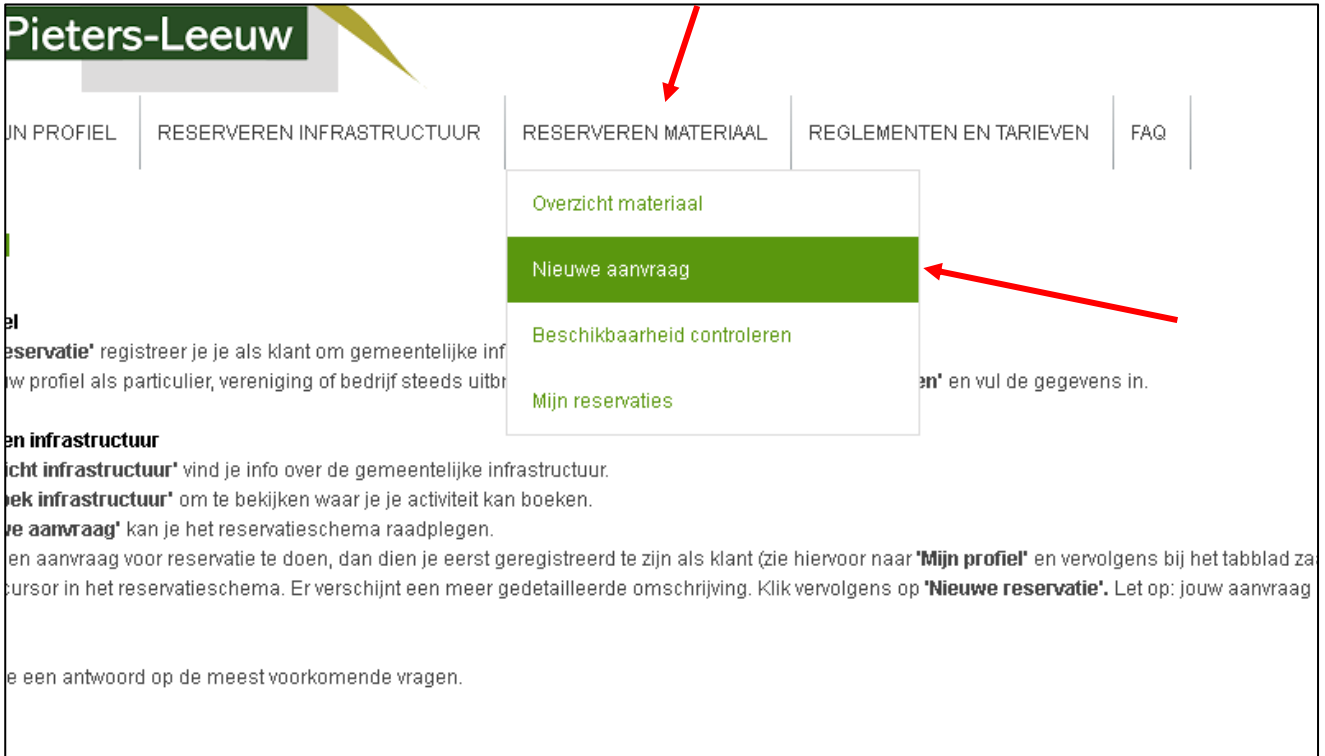 Pieters-Leeuw
JN PROFIEL
RESERVEREN INFRASTRUCTUUR
RESERVEREN MATERIAAL
REGLEMENTEN EN TARIEVEN
FAQ
Overzicht materiaal
Nieuwe aanvraag
Beschikbaarheid controleren
Mijn reservaties
el
eservatie' registreer je je als klant om gemeentelijke inf
uw profiel als particulier, vereniging of bedrijf steeds uitbr
en' en vul de gegevens in.
en infrastructuur
icht infrastructuur' vind je info over de gemeentelijke infrastructuur.
oek infrastructuur' om te bekijken waar je je activiteit kan boeken.
ve aanvraag' kan je het reservatieschema raadplegen.
en aanvraag voor reservatie te doen, dan dien je eerst geregistreerd te zijn als klant (zie hiervoor naar 'Mijn profiel' en vervolgens bij het tabblad za
cursor in het reservatieschema. Er verschijnt een meer gedetailleerde omschrijving. Klik vervolgens op 'Nieuwe reservatie'. Let op: jouw aanvraag
e een antwoord op de meest voorkomende vragen.